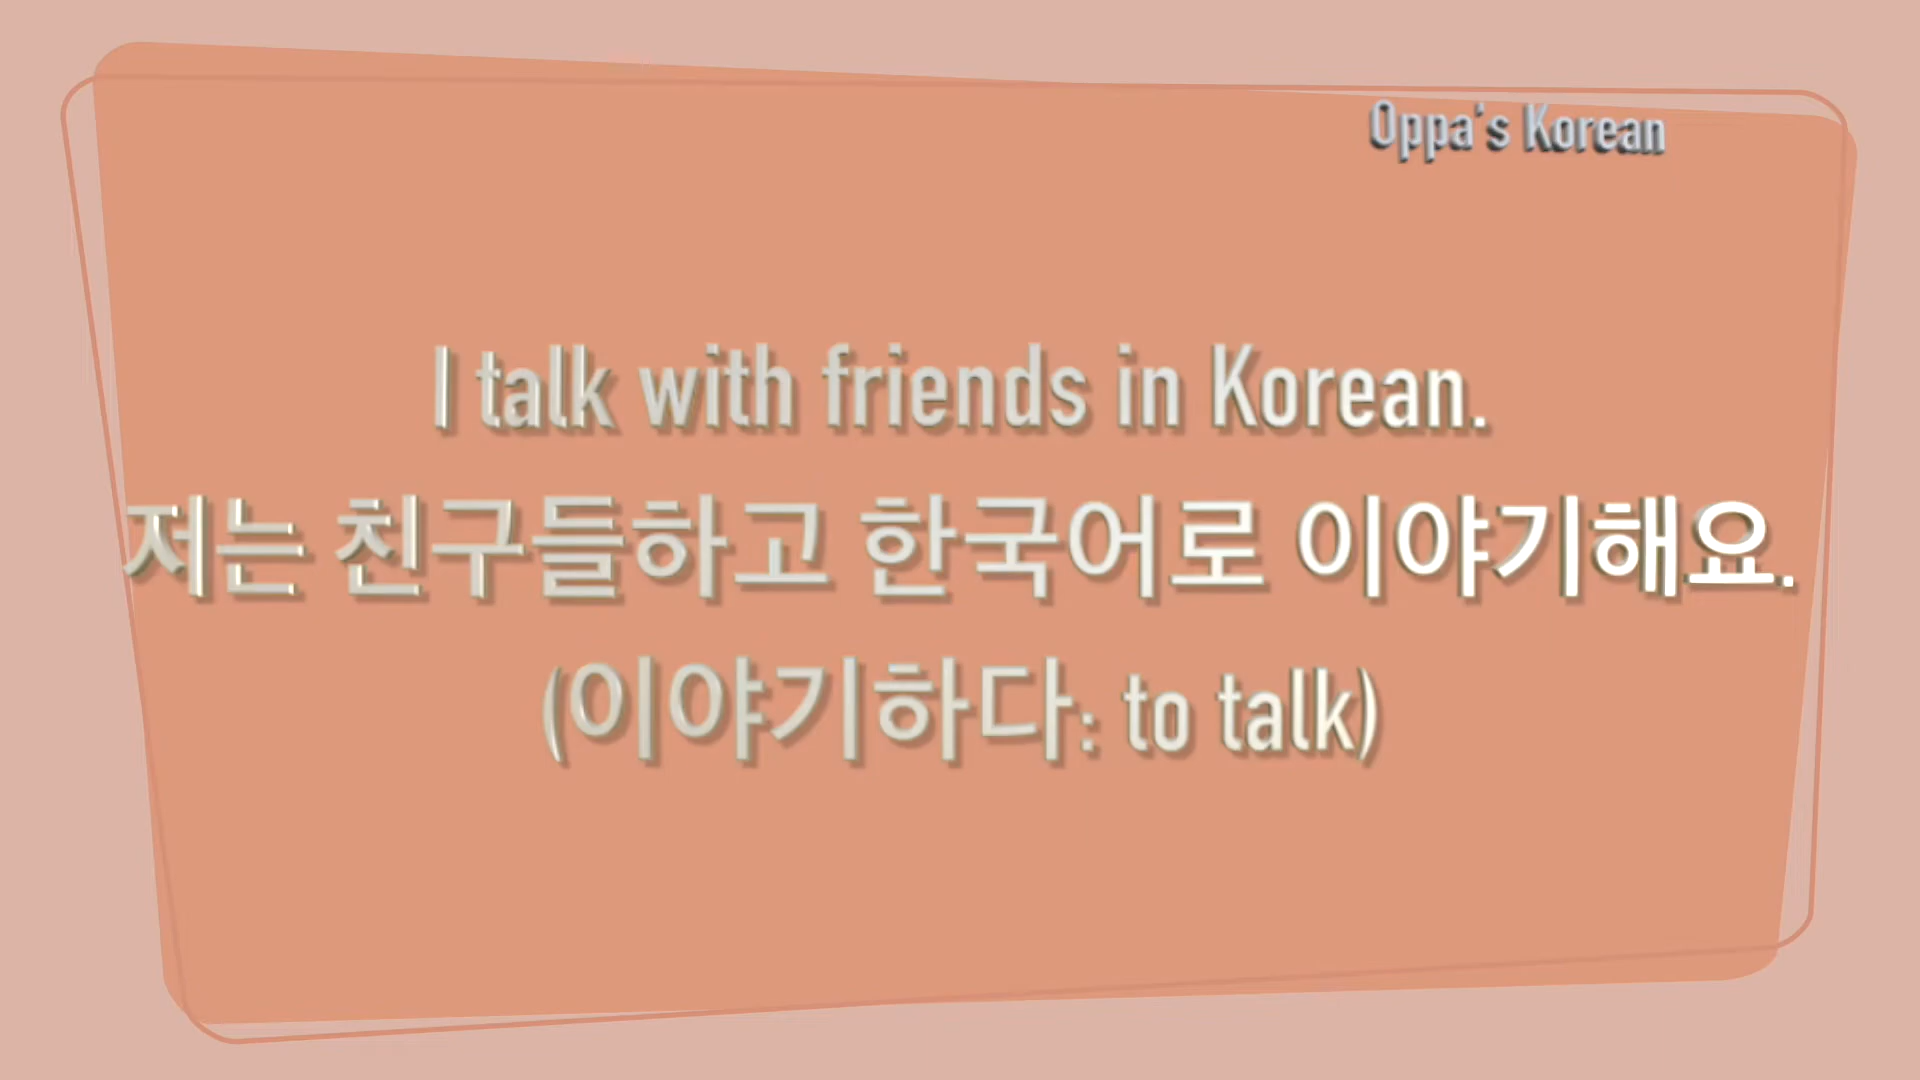 Oppa's Korean
I talk with friends in Korean.
저는 친구들하고 한국어로 이야기해요.
(이야기하다: to talk)